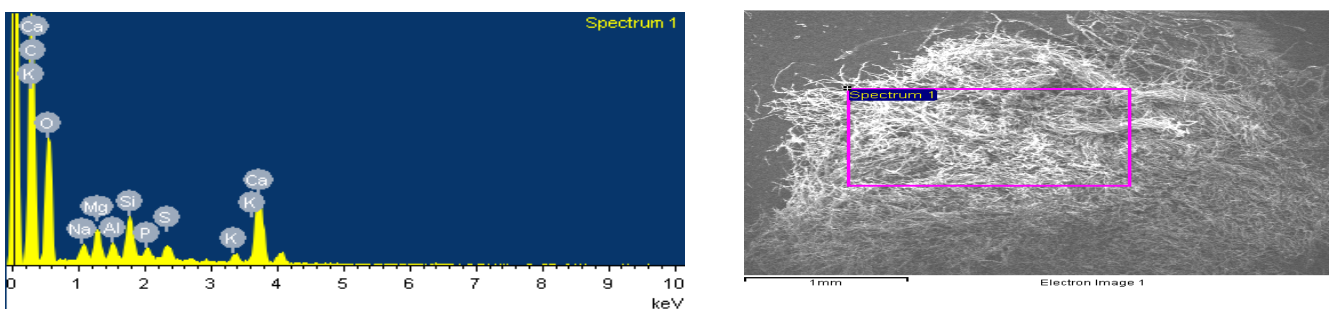 Spectrum 1
Ca
C
K
O
Na
Mg
Al
Si
P
S
K
K
Ca
0 1 2 3 4 5 6 7 8 9 10
keV
Spectrum 1
1mm
Electron Image 1